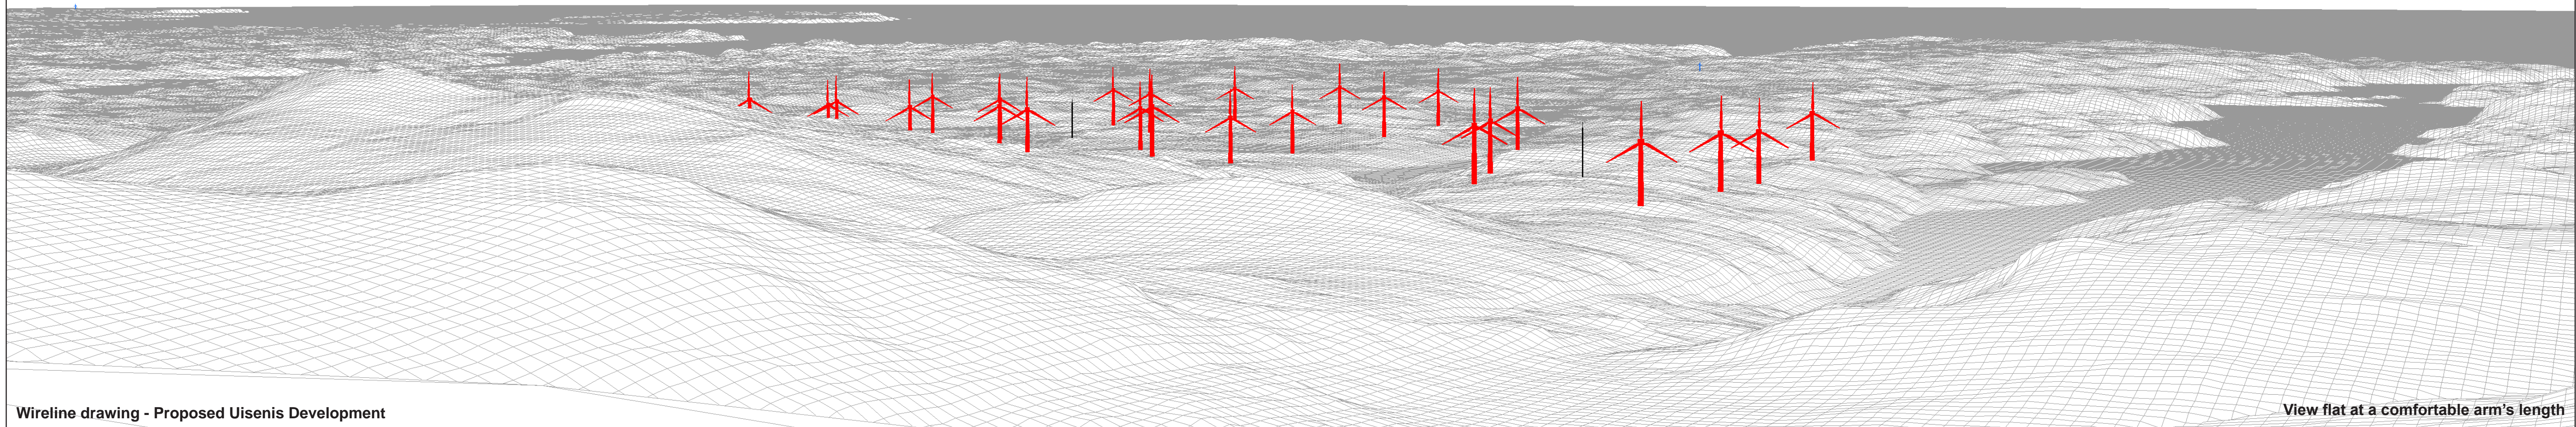 Wireline drawing - Proposed Uisenis Development
View flat at a comfortable arm's length